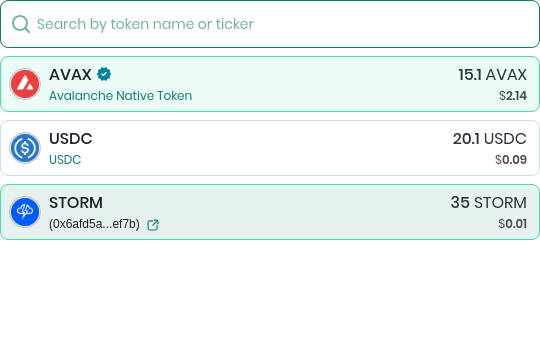 Search by token name or ticker
AVAX 15.1 AVAX
Avalanche Native Token $2.14
USDC 20.1 USDC
USDC $0.09
STORM 35 STORM
(0x6afd5a...ef7b) $0.01